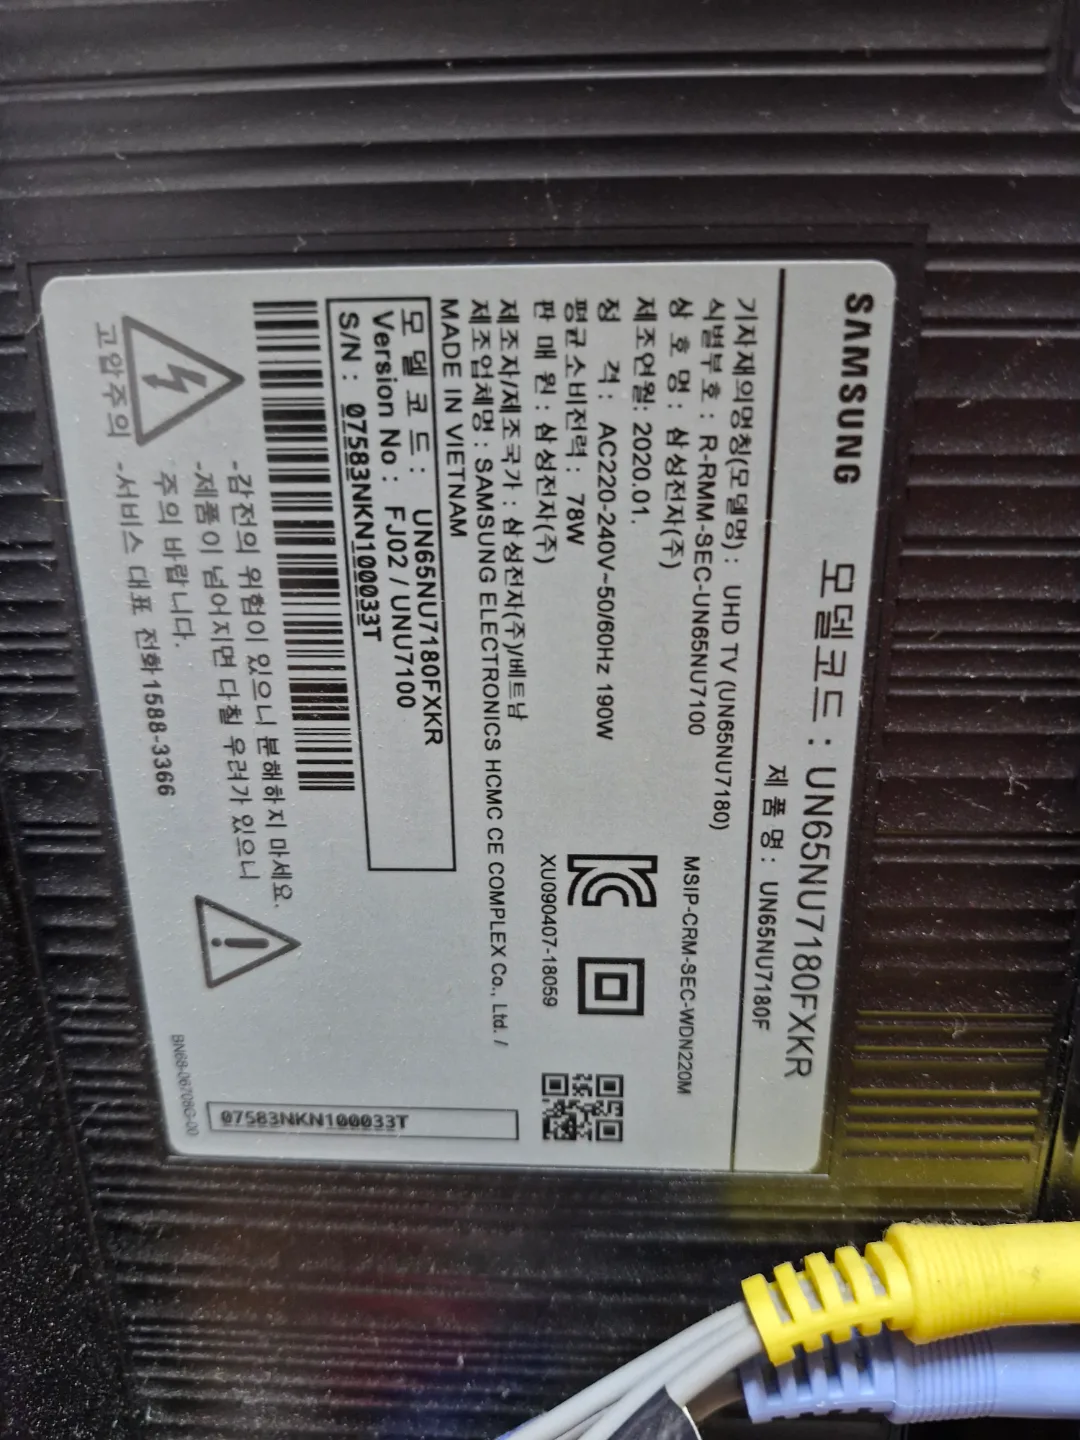 SAMSUNG 모델코드 : UN65NU7180FXKR
제 품 명 : UN65NU7180F
기자재의명칭(모델명) : UHD TV (UN65NU7180)
식별부호 : R-RMM-SEC-UN65NU7100
MSIP-CRM-SEC-WDN220M
상 호 명 : 삼성전자(주)
제조연월: 2020.01.
정 격 : AC220-240V~50/60Hz 190W
평균소비전력 : 78W
판 매 원 : 삼성전자(주)
XU090407-18059
제조자/제조국가 : 삼성전자(주)/베트남
제조업체명 : SAMSUNG ELECTRONICS HCMC CE COMPLEX Co., Ltd. /
MADE IN VIETNAM
모 델 코 드 : UN65NU7180FXKR
Version No : FJ02 / UNU7100
S/N : 07583NKN100033T
07583NKN100033T
고압주의
-감전의 위험이 있으니 분해하지 마세요.
-제품이 넘어지면 다칠 우려가 있으니
주의 바랍니다.
-서비스 대표 전화1588-3366
BN68-06708G-00